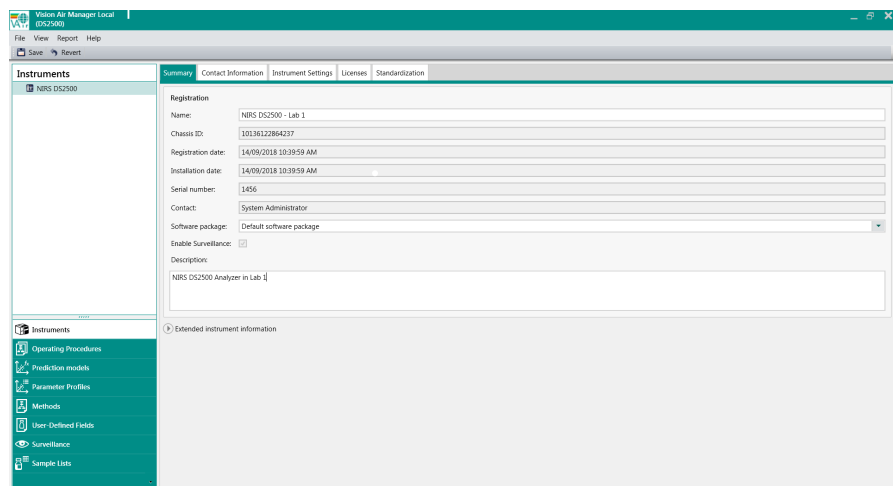 Vision Air Manager Local
(DS2500)
File View Report Help
Save Revert
Instruments
NIRS DS2500
Summary Contact Information Instrument Settings Licenses Standardization
Registration
Name: NIRS DS2500 - Lab 1
Chassis ID: 10136122864237
Registration date: 14/09/2018 10:39:59 AM
Installation date: 14/09/2018 10:39:59 AM
Serial number: 1456
Contact: System Administrator
Software package: Default software package
Enable Surveillance:
Description:
NIRS DS2500 Analyzer in Lab 1
Extended instrument information
Instruments
Operating Procedures
Prediction models
Parameter Profiles
Methods
User-Defined Fields
Surveillance
Sample Lists